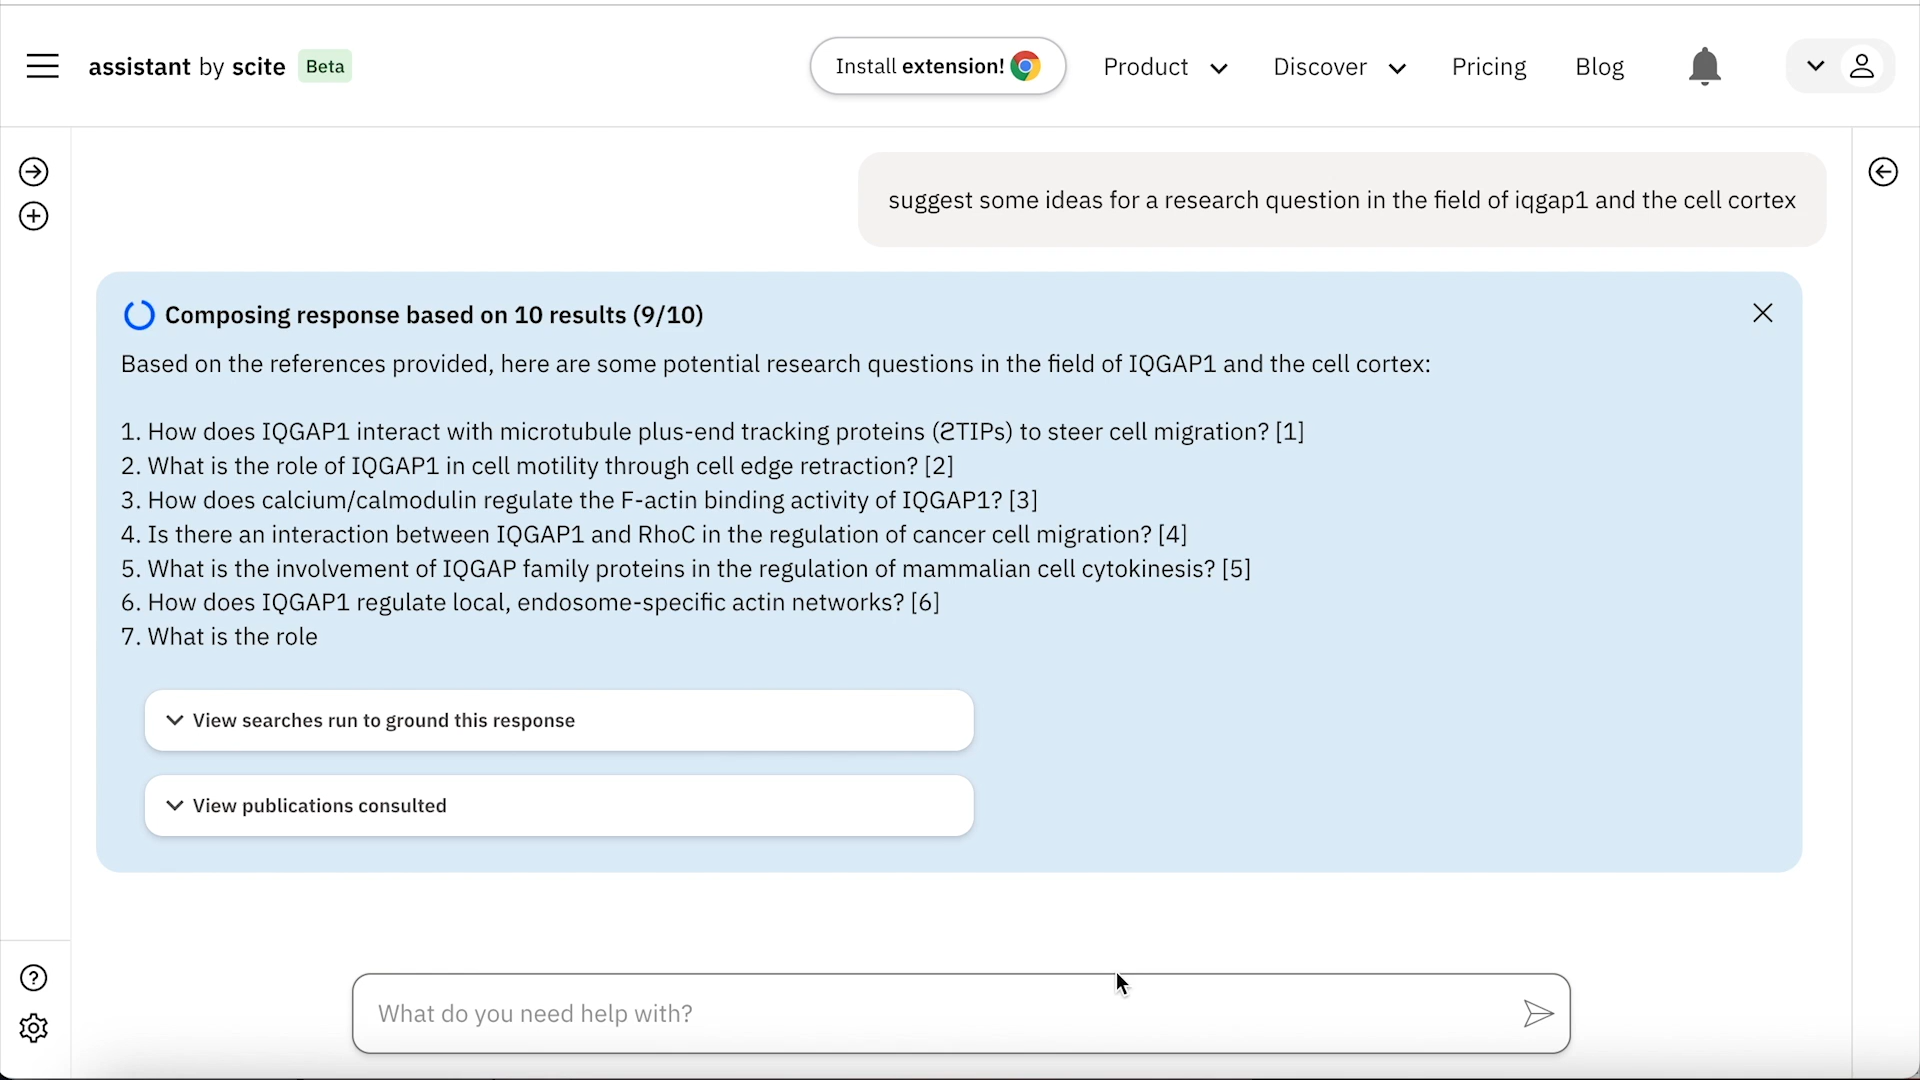 assistant by scite Beta
Install extension!
Product
Discover
Pricing
Blog
suggest some ideas for a research question in the field of iqgap1 and the cell cortex
Composing response based on 10 results (9/10)
Based on the references provided, here are some potential research questions in the field of IQGAP1 and the cell cortex:
1. How does IQGAP1 interact with microtubule plus-end tracking proteins (ƧTIPs) to steer cell migration? [1]
2. What is the role of IQGAP1 in cell motility through cell edge retraction? [2]
3. How does calcium/calmodulin regulate the F-actin binding activity of IQGAP1? [3]
4. Is there an interaction between IQGAP1 and RhoC in the regulation of cancer cell migration? [4]
5. What is the involvement of IQGAP family proteins in the regulation of mammalian cell cytokinesis? [5]
6. How does IQGAP1 regulate local, endosome-specific actin networks? [6]
7. What is the role
View searches run to ground this response
View publications consulted
What do you need help with?